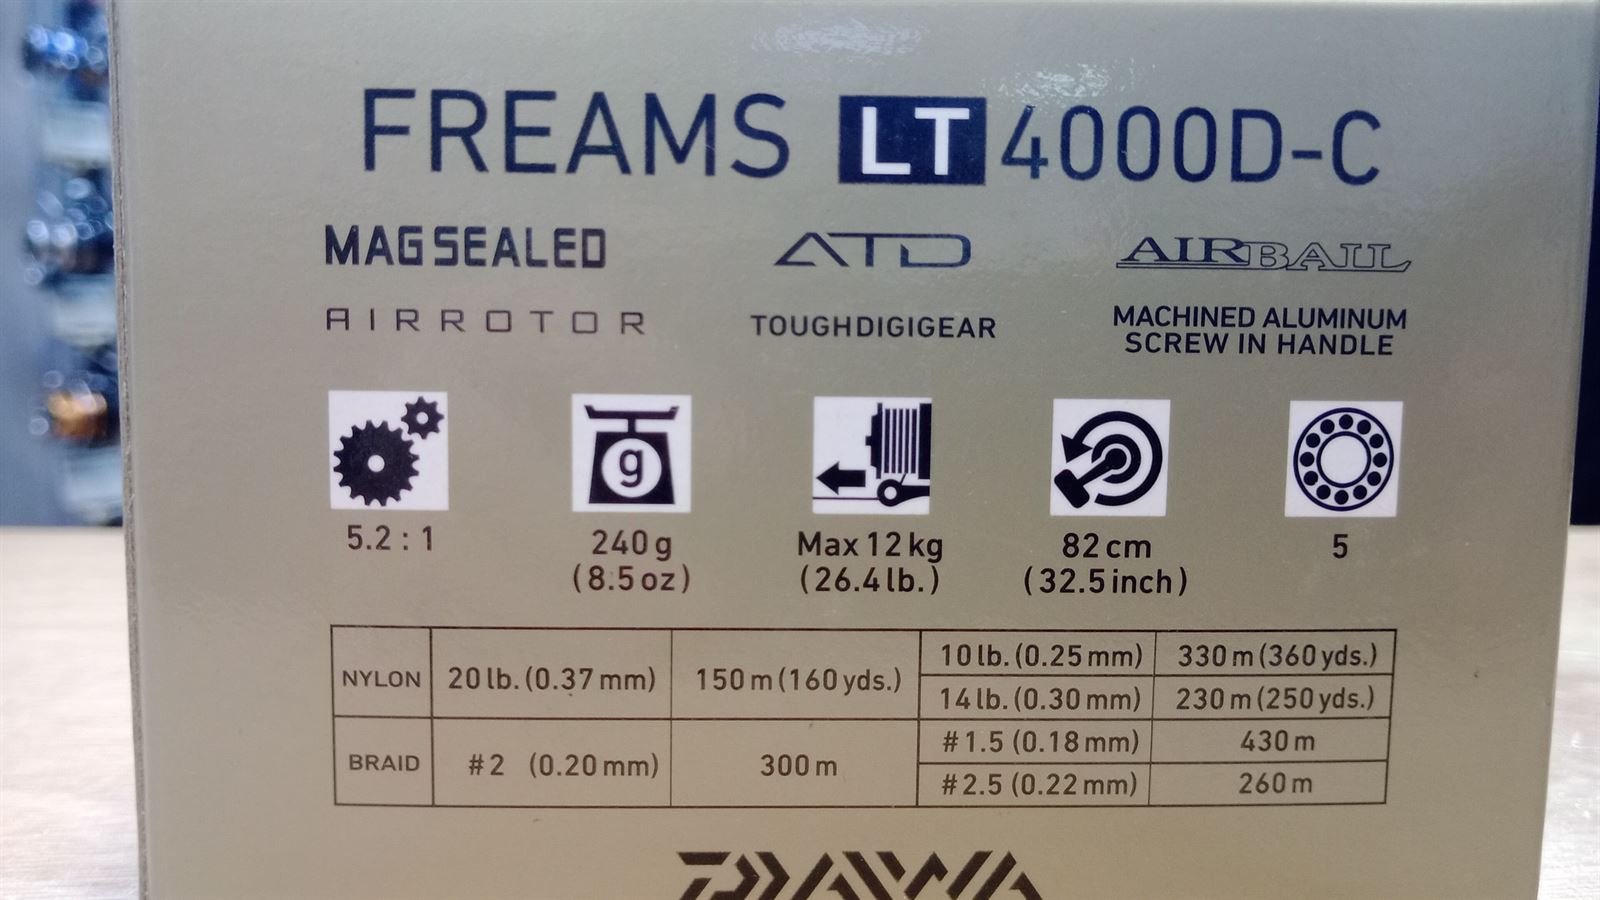 FREAMS LT 4000D-C
MAGSEALED ATD AIRBAIL
AIRROTOR TOUGHDIGIGEAR MACHINED ALUMINUM
SCREW IN HANDLE
g
5.2 : 1 240 g Max 12 kg 82 cm 5
(8.5 oz) (26.4 lb.) (32.5 inch)
NYLON 20 lb. (0.37 mm) 150 m (160 yds.) 10 lb. (0.25 mm) 330 m (360 yds.)
14 lb. (0.30 mm) 230 m (250 yds.)
BRAID #2 (0.20 mm) 300 m #1.5 (0.18 mm) 430 m
#2.5 (0.22 mm) 260 m
DAIWA